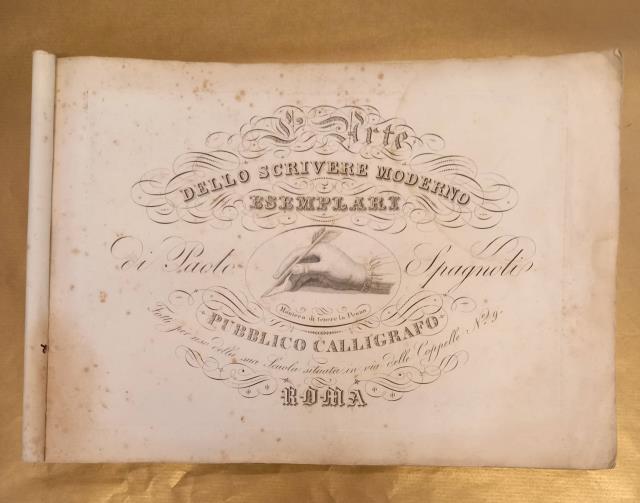 L'Arte
DELLO SCRIVERE MODERNO
E
ESEMPLARI
di Paolo Spagnoli
Maniera di tenere la Penna
PUBBLICO CALLIGRAFO
Fatti per uso della sua Scuola situata in via delle Coppelle N.º 9.
ROMA